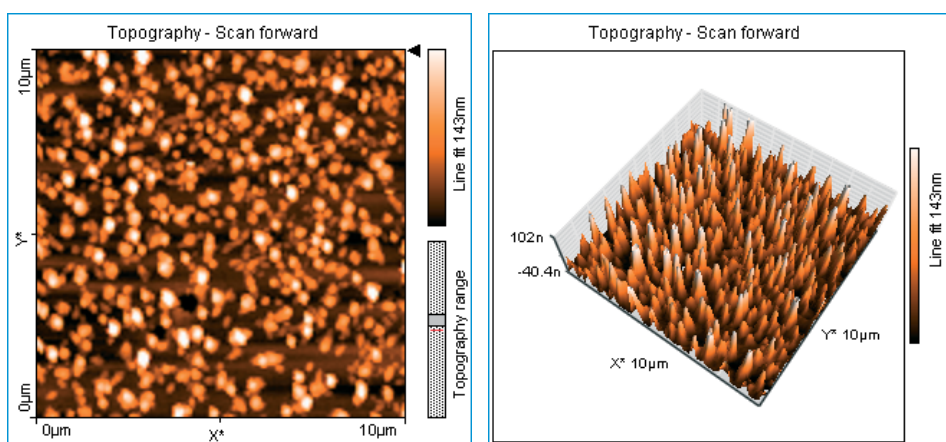 Topography - Scan forward
10µm
Y*
0µm
0µm
X*
10µm
Line fit 143nm
Topography range
Topography - Scan forward
102n
-40.4n
X* 10µm
Y* 10µm
Line fit 143nm